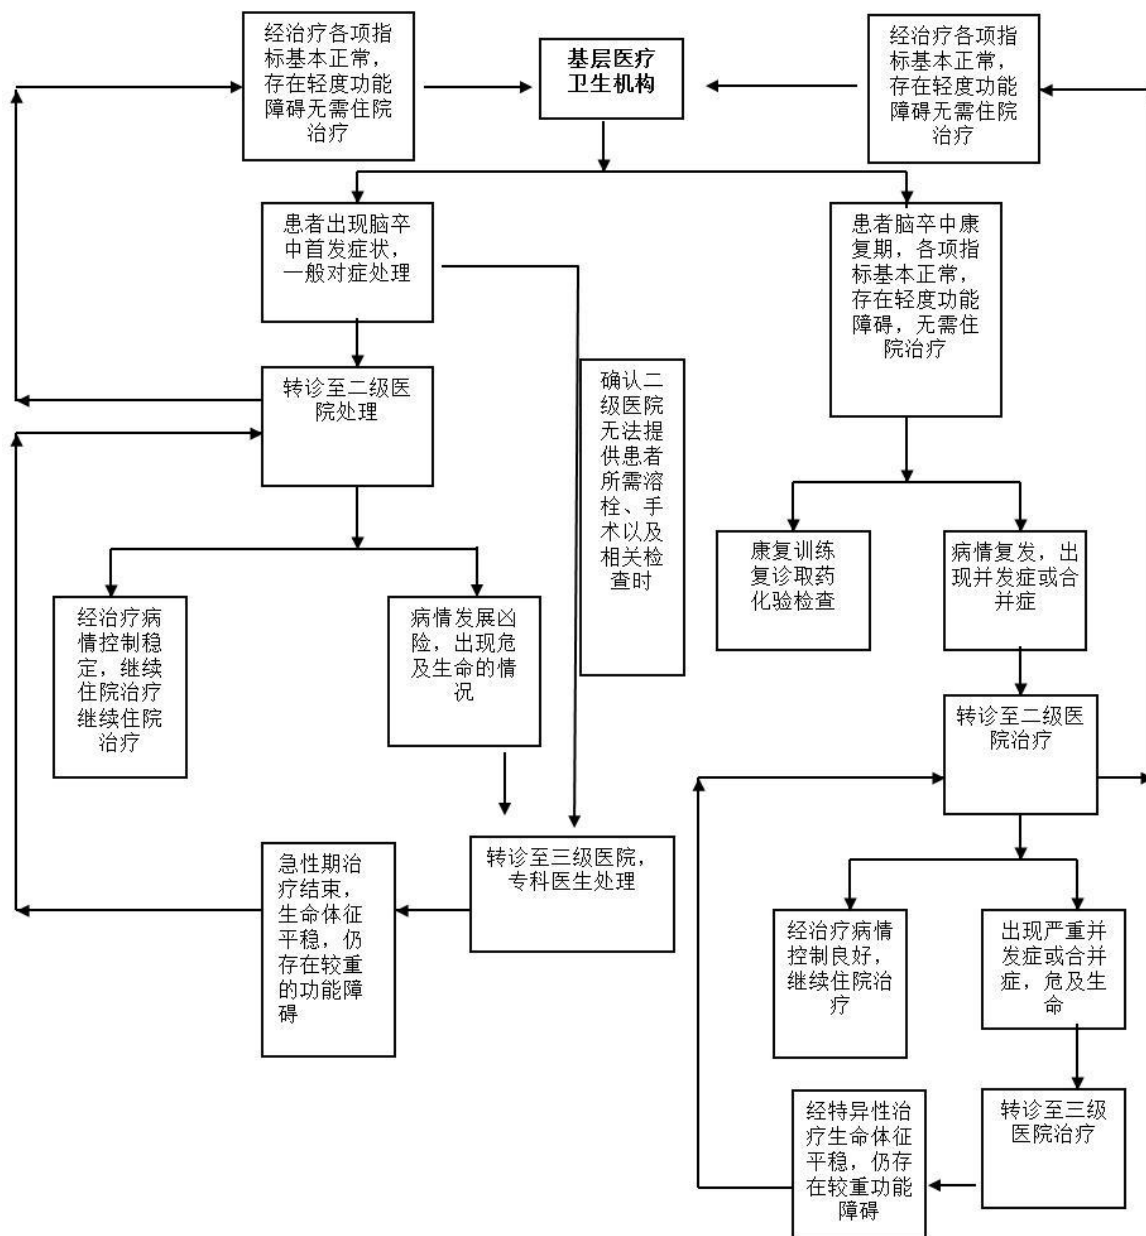 经治疗各项指
标基本正常，
存在轻度功能
障碍无需住院
治疗
基层医疗
卫生机构
经治疗各项指
标基本正常，
存在轻度功能
障碍无需住院
治疗
患者出现脑卒
中首发症状，
一般对症处理
患者脑卒中康
复期，各项指
标基本正常，
存在轻度功能
障碍，无需住
院治疗
转诊至二级医
院处理
确认二
级医院
无法提
供患者
所需溶
栓、手
术以及
相关检
查时
康复训练
复诊取药
化验检查
病情复发，出
现并发症或合
并症
经治疗病
情控制稳
定，继续
住院治疗
继续住院
治疗
病情发展凶
险，出现危
及生命的情
况
转诊至二级医
院治疗
急性期治
疗结束，
生命体征
平稳，仍
存在较重
的功能障
碍
转诊至三级医院，
专科医生处理
经治疗病情
控制良好，
继续住院治
疗
出现严重并
发症或合并
症，危及生
命
经特异性治
疗生命体征
平稳，仍存
在较重功能
障碍
转诊至三级
医院治疗